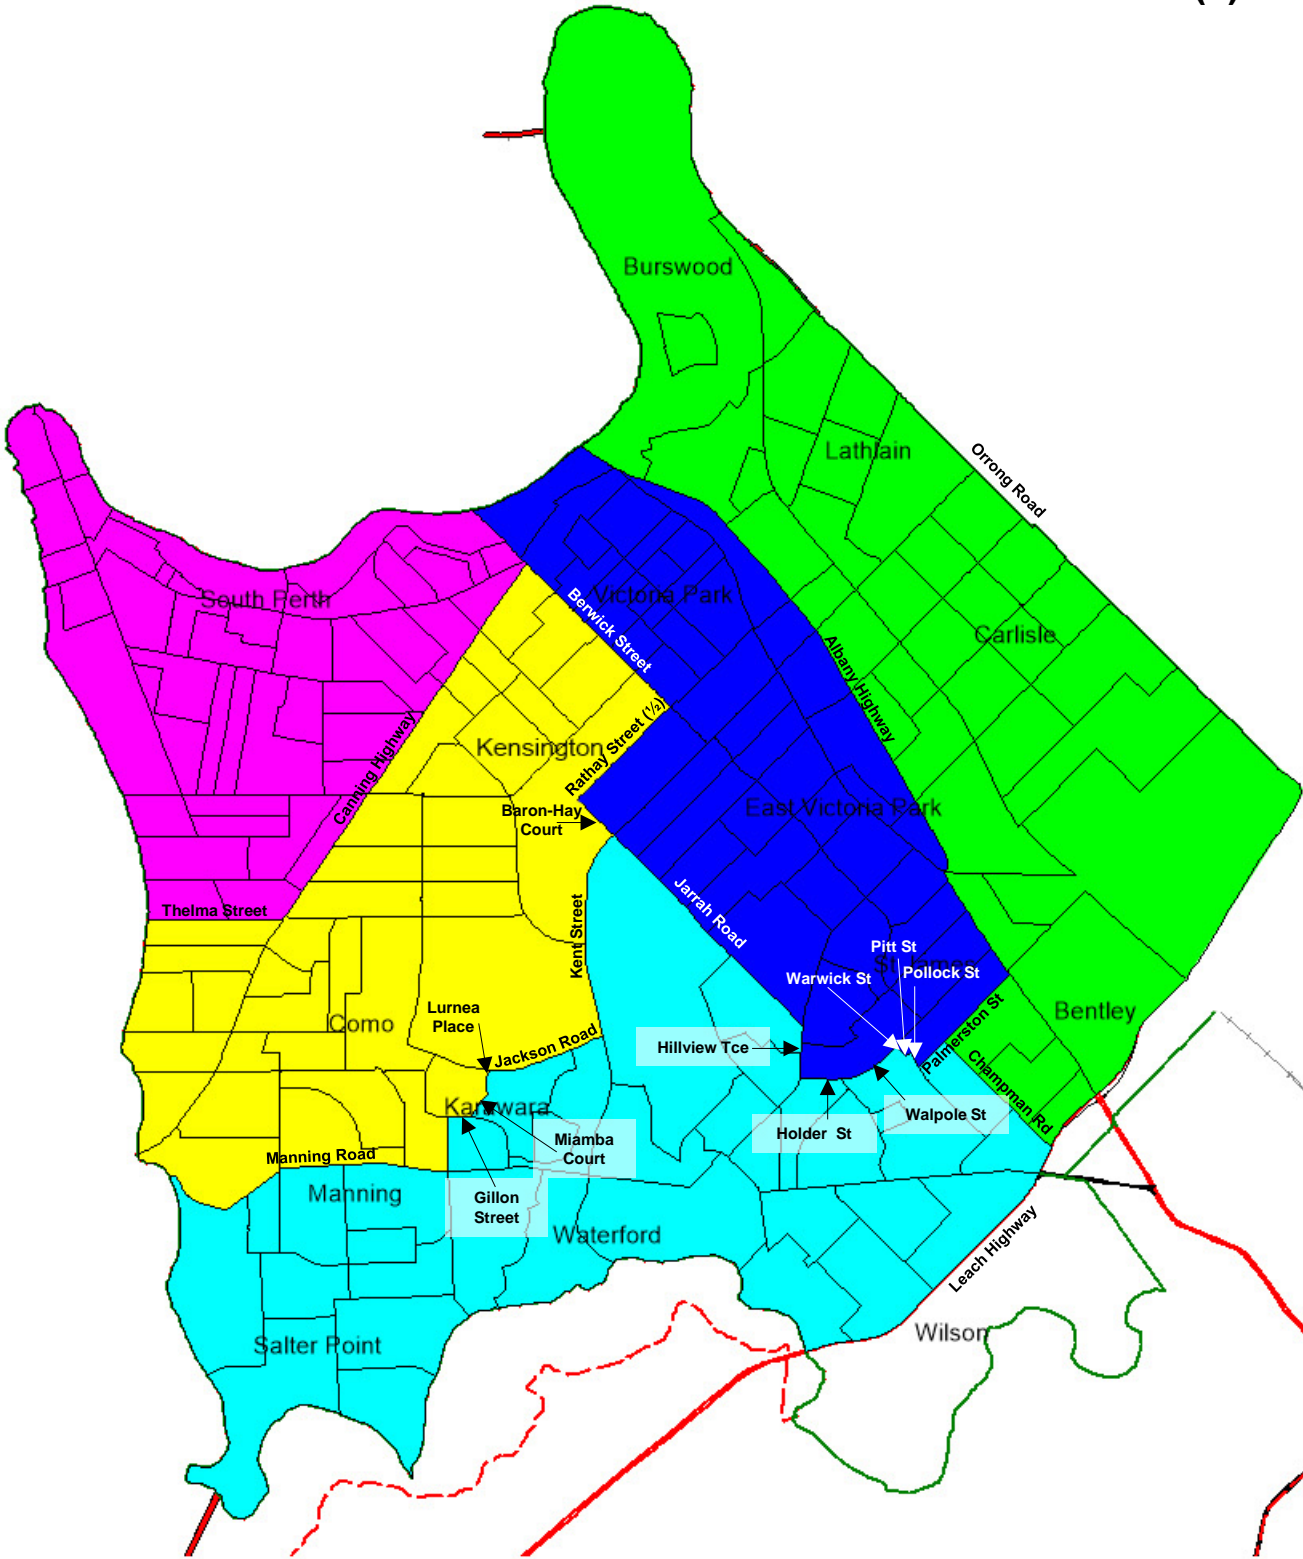 Burswood
Lathlain
Orrong Road
South Perth
Victoria Park
Berwick Street
Carlisle
Albany Highway
Kensington
Rathay Street (½)
Canning Highway
Baron-Hay
Court
East Victoria Park
Thelma Street
Jarrah Road
Kent Street
Pitt St
St James
Pollock St
Warwick St
Bentley
Palmerston St
Como
Lurnea
Place
Jackson Road
Hillview Tce
Champman Rd
Karawara
Walpole St
Holder St
Miamba
Court
Manning Road
Manning
Gillon
Street
Waterford
Leach Highway
Wilson
Salter Point